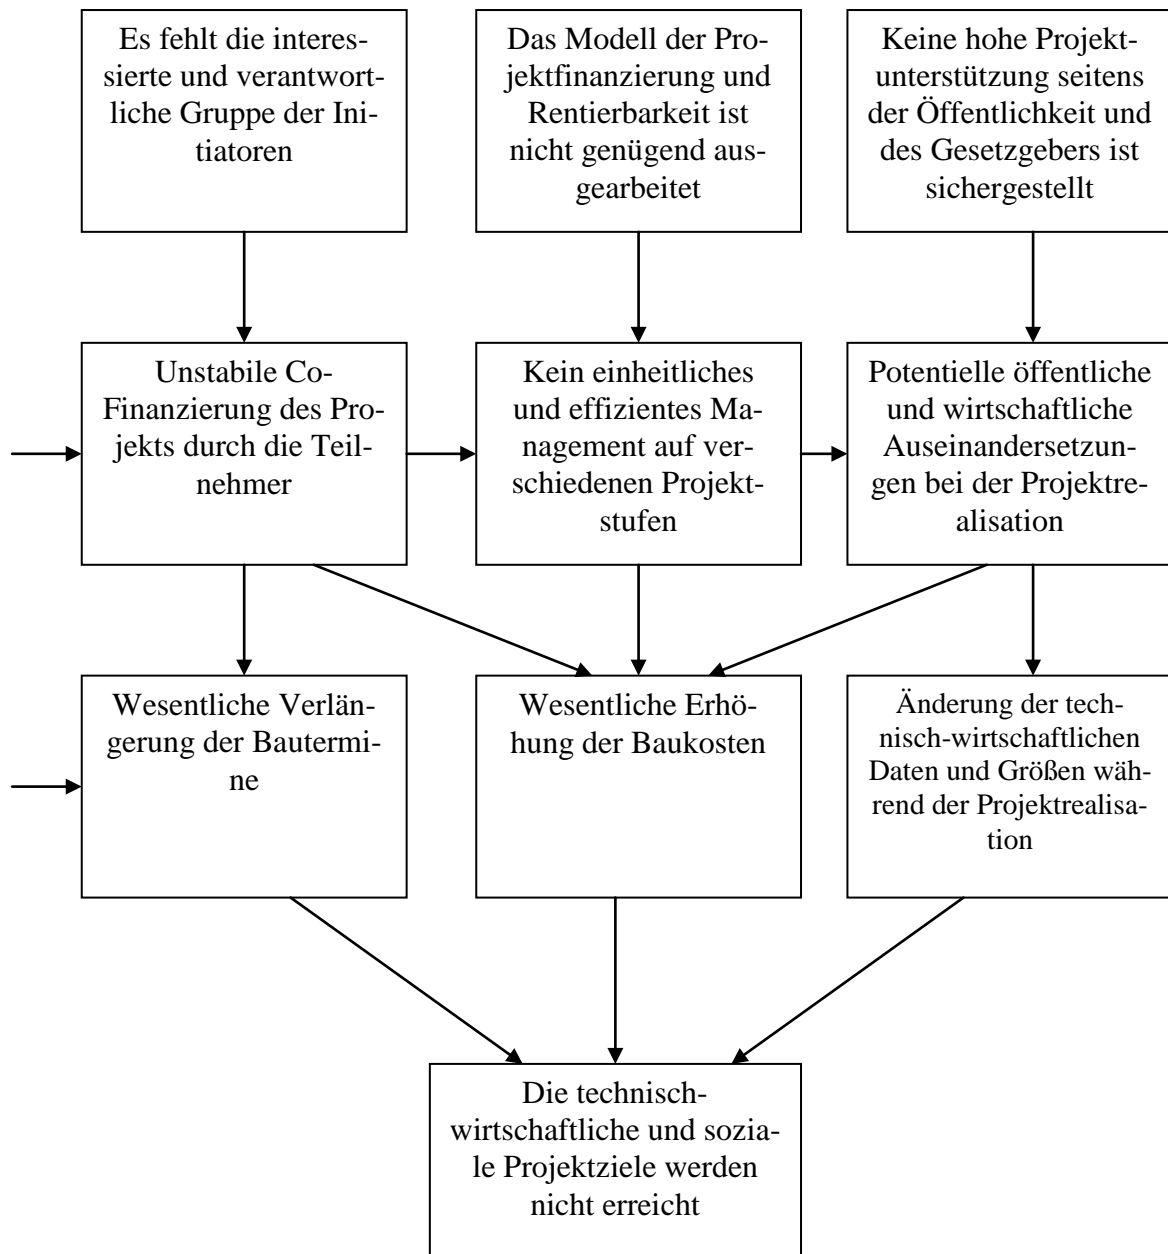 Es fehlt die interes-
sierte und verantwort-
liche Gruppe der Ini-
tiatoren
Das Modell der Pro-
jektfinanzierung und
Rentierbarkeit ist
nicht genügend aus-
gearbeitet
Keine hohe Projekt-
unterstützung seitens
der Öffentlichkeit und
des Gesetzgebers ist
sichergestellt
Unstabile Co-
Finanzierung des Pro-
jekts durch die Teil-
nehmer
Kein einheitliches
und effizientes Ma-
nagement auf ver-
schiedenen Projekt-
stufen
Potentielle öffentliche
und wirtschaftliche
Auseinandersetzun-
gen bei der Projektre-
alisation
Wesentliche Verlän-
gerung der Bautermi-
ne
Wesentliche Erhö-
hung der Baukosten
Änderung der tech-
nisch-wirtschaftlichen
Daten und Größen wäh-
rend der Projektrealisa-
tion
Die technisch-
wirtschaftliche und sozia-
le Projektziele werden
nicht erreicht